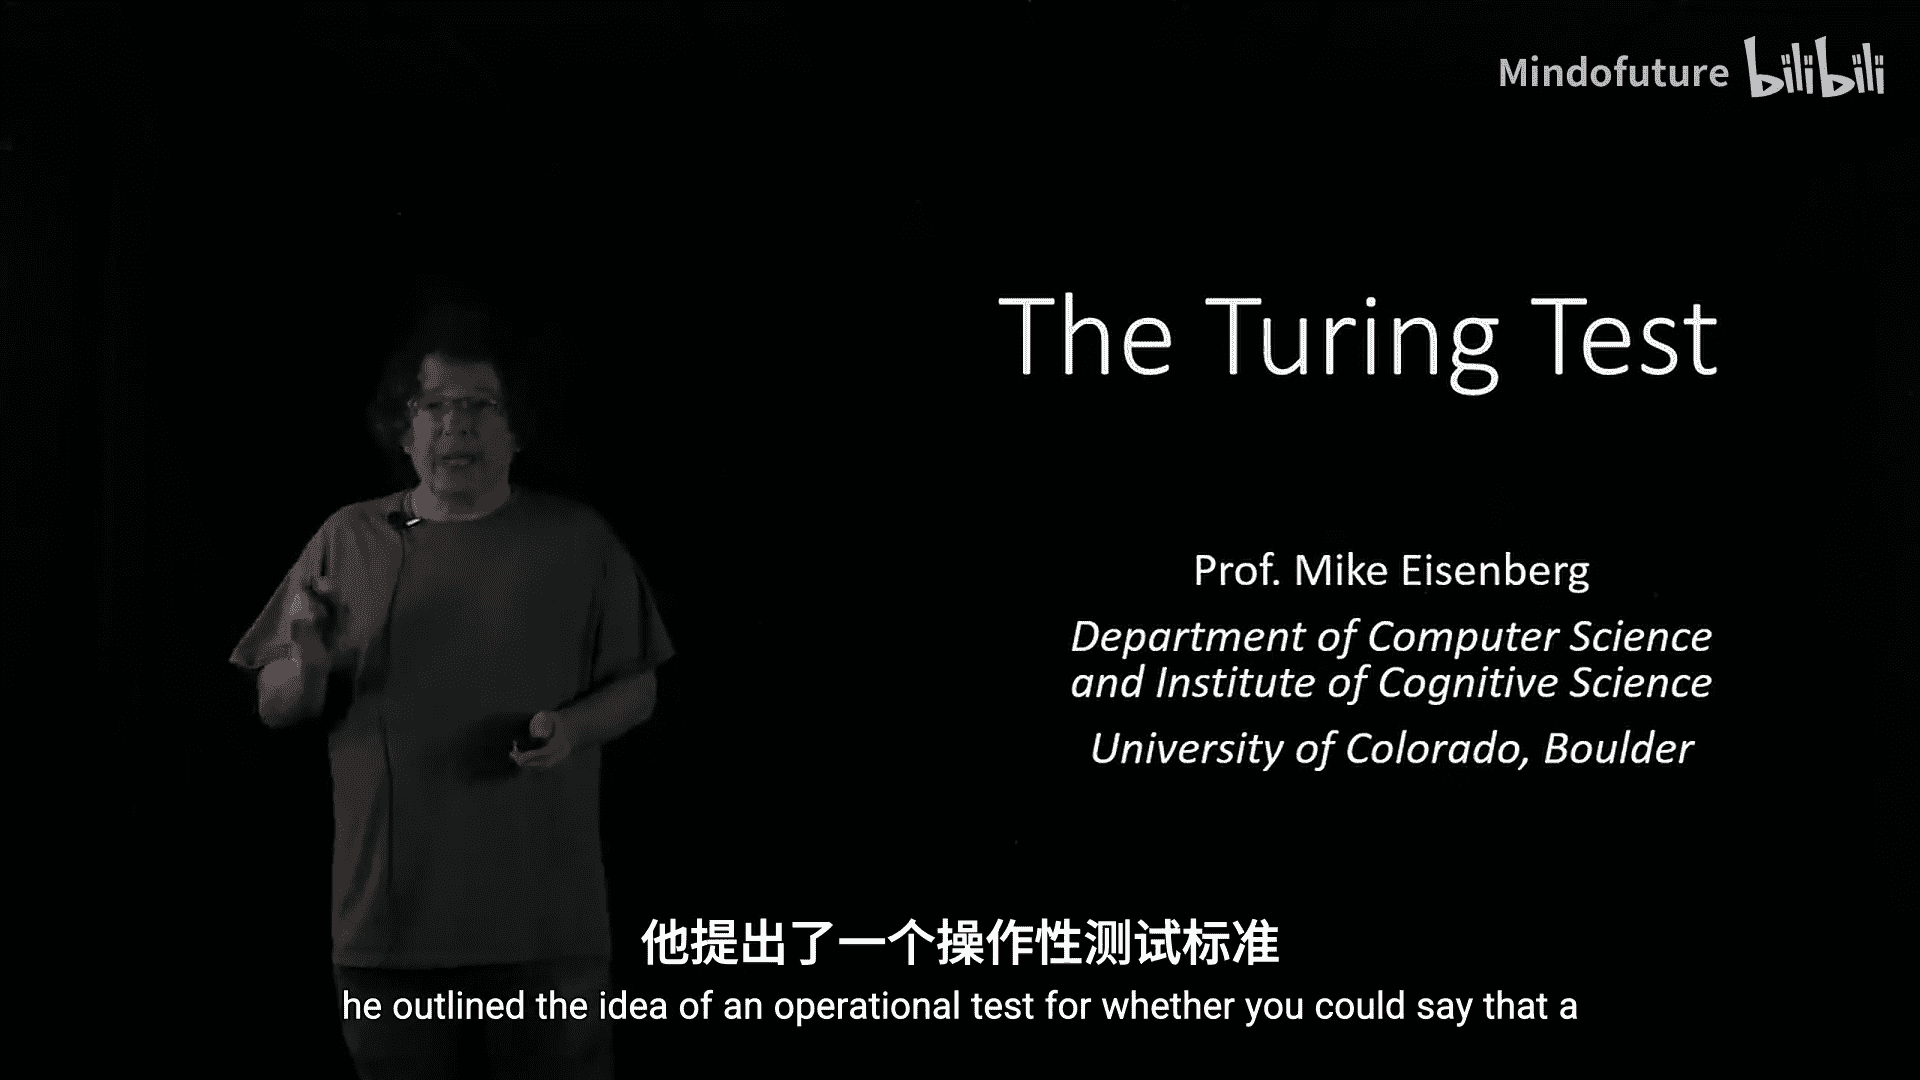 Mindofuture bilibili
The Turing Test
Prof. Mike Eisenberg
Department of Computer Science
and Institute of Cognitive Science
University of Colorado, Boulder
他提出了一个操作性测试标准
he outlined the idea of an operational test for whether you could say that a